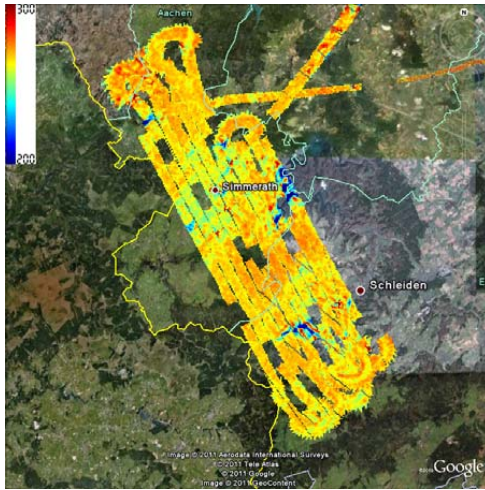 300
Aachen
N
Simmerath
Schleiden
E
200
Image © 2011 Aerodata International Surveys
© 2011 Tele Atlas
© 2011 Google
Image © 2011 GeoContent
Google